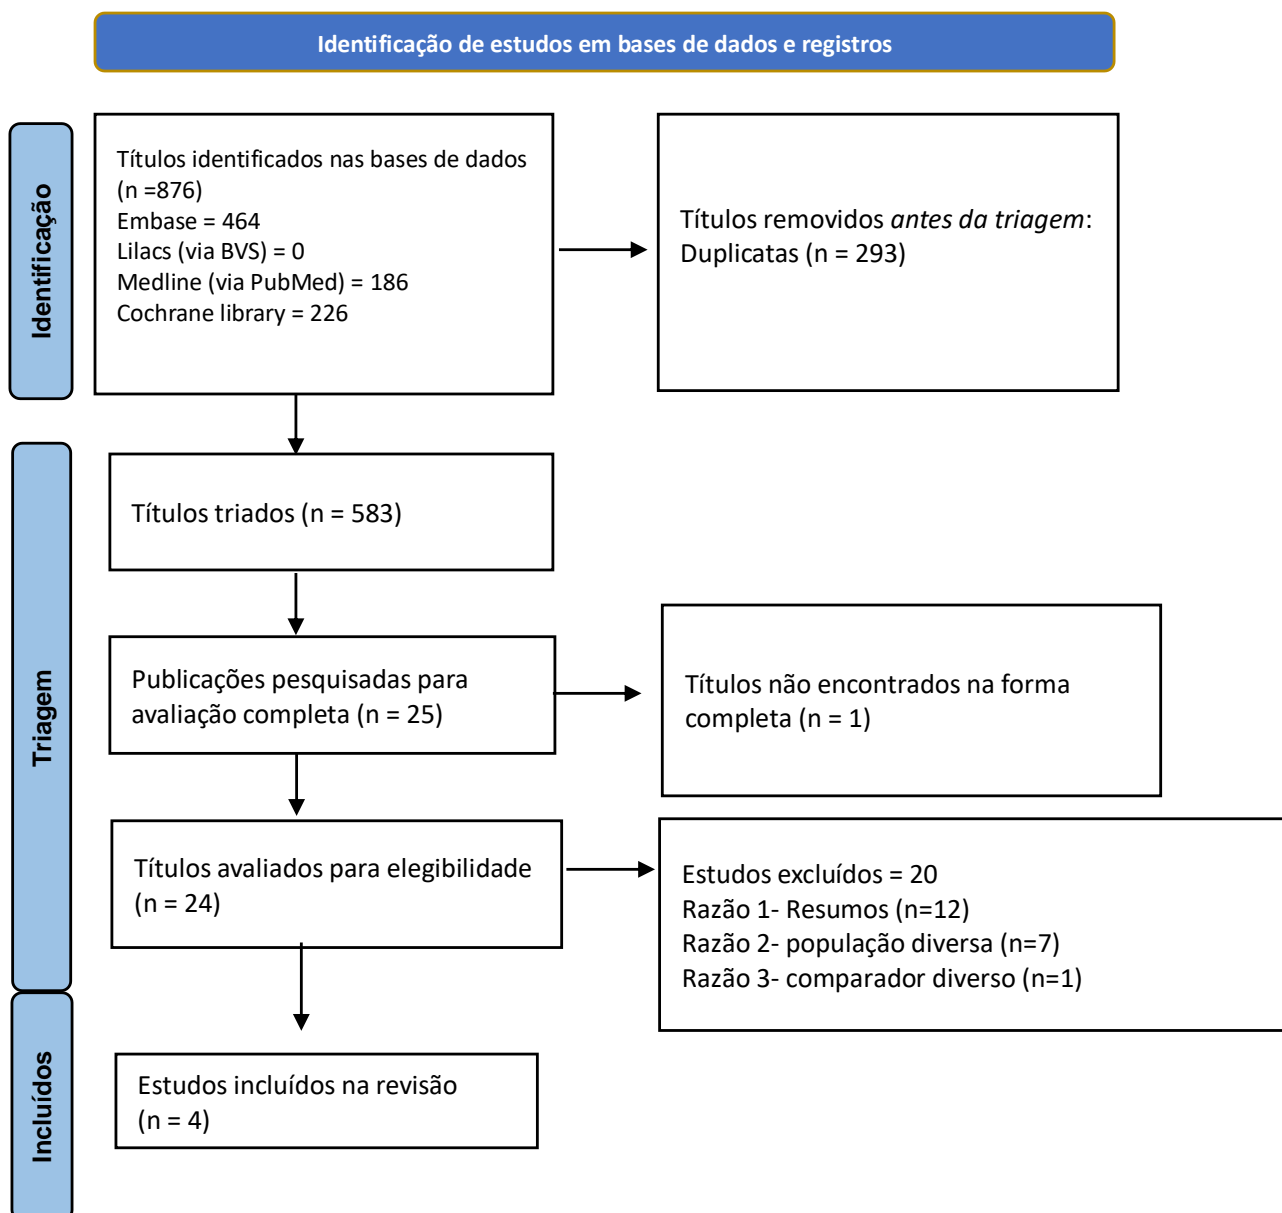 Identificação de estudos em bases de dados e registros
Identificação
Títulos identificados nas bases de dados
(n =876)
Embase = 464
Lilacs (via BVS) = 0
Medline (via PubMed) = 186
Cochrane library = 226
Títulos removidos antes da triagem:
Duplicatas (n = 293)
Triagem
Títulos triados (n = 583)
Publicações pesquisadas para
avaliação completa (n = 25)
Títulos não encontrados na forma
completa (n = 1)
Títulos avaliados para elegibilidade
(n = 24)
Estudos excluídos = 20
Razão 1- Resumos (n=12)
Razão 2- população diversa (n=7)
Razão 3- comparador diverso (n=1)
Incluídos
Estudos incluídos na revisão
(n = 4)